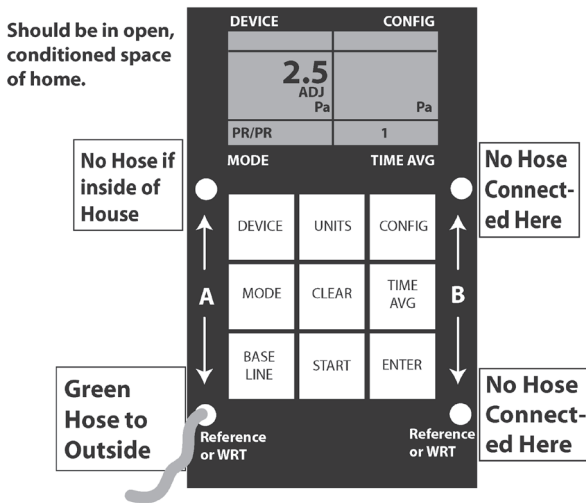 Should be in open,
conditioned space
of home.
DEVICE CONFIG
2.5
ADJ
Pa Pa
PR/PR 1
MODE TIME AVG
No Hose if
inside of
House
No Hose
Connect-
ed Here
DEVICE UNITS CONFIG
A MODE CLEAR TIME AVG B
BASE LINE START ENTER
Green
Hose to
Outside
Reference
or WRT
Reference
or WRT
No Hose
Connect-
ed Here